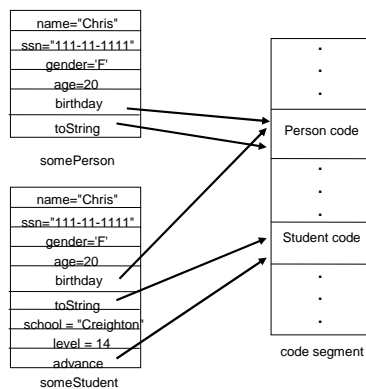 name="Chris"
ssn="111-11-1111"
gender='F'
age=20
birthday
toString
somePerson
name="Chris"
ssn="111-11-1111"
gender='F'
age=20
birthday
toString
school = "Creighton"
level = 14
advance
someStudent
Person code
Student code
code segment